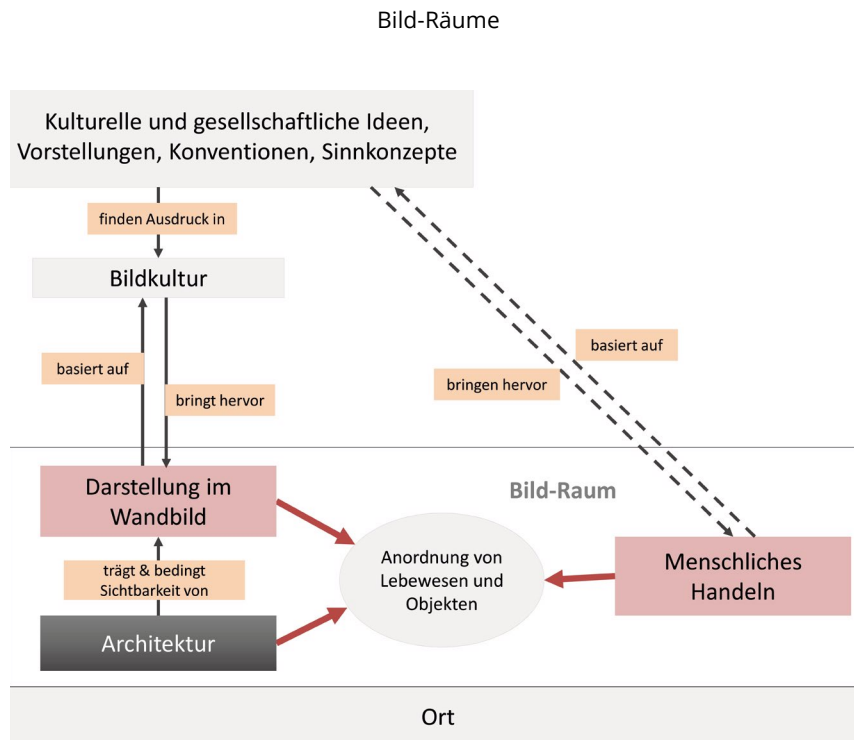 Bild-Räume
Kulturelle und gesellschaftliche Ideen,
Vorstellungen, Konventionen, Sinnkonzepte
finden Ausdruck in
Bildkultur
basiert auf
bringt hervor
basiert auf
bringen hervor
Darstellung im
Wandbild
Bild-Raum
trägt & bedingt
Sichtbarkeit von
Architektur
Anordnung von
Lebewesen und
Objekten
Menschliches
Handeln
Ort